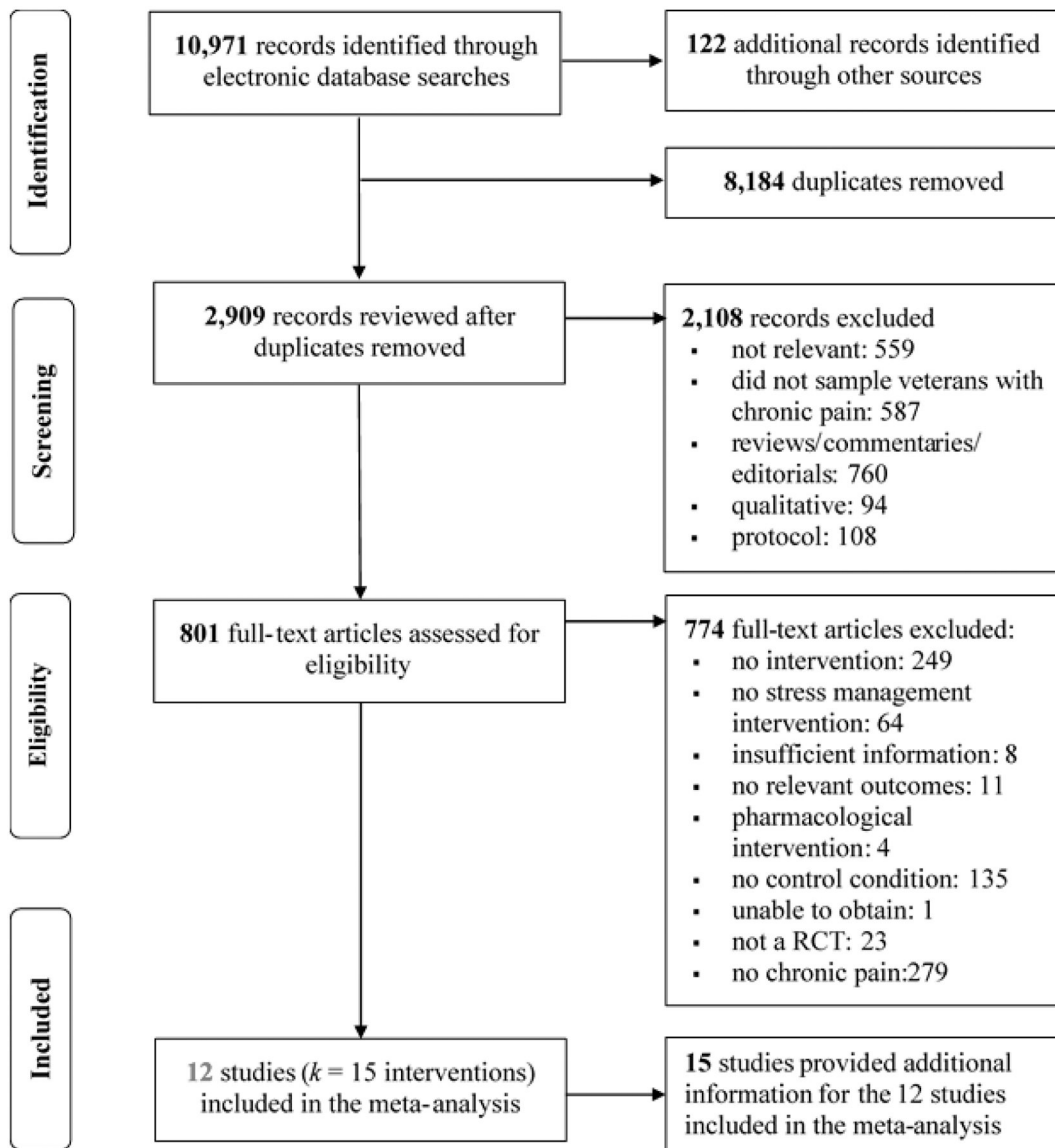 Identification
10,971 records identified through
electronic database searches
122 additional records identified
through other sources
8,184 duplicates removed
Screening
2,909 records reviewed after
duplicates removed
2,108 records excluded
▪ not relevant: 559
▪ did not sample veterans with
chronic pain: 587
▪ reviews/commentaries/
editorials: 760
▪ qualitative: 94
▪ protocol: 108
Eligibility
801 full-text articles assessed for
eligibility
774 full-text articles excluded:
▪ no intervention: 249
▪ no stress management
intervention: 64
▪ insufficient information: 8
▪ no relevant outcomes: 11
▪ pharmacological
intervention: 4
▪ no control condition: 135
▪ unable to obtain: 1
▪ not a RCT: 23
▪ no chronic pain:279
Included
12 studies (k = 15 interventions)
included in the meta-analysis
15 studies provided additional
information for the 12 studies
included in the meta-analysis